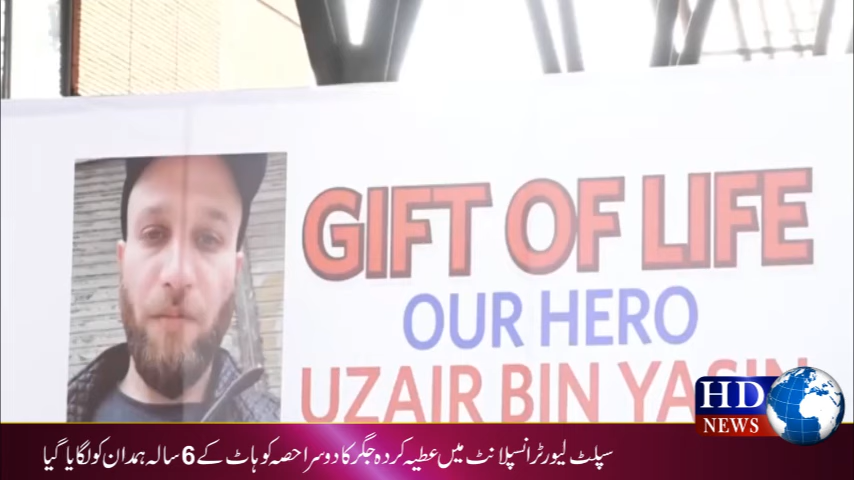 GIFT OF LIFE
OUR HERO
UZAIR BIN YASIN
HD
NEWS
سپلٹ لیور ٹرانسپلانٹ میں عطیہ کردہ جگر کا دوسرا حصہ کوہاٹ کے 6 سالہ ہمدان کو لگایا گیا